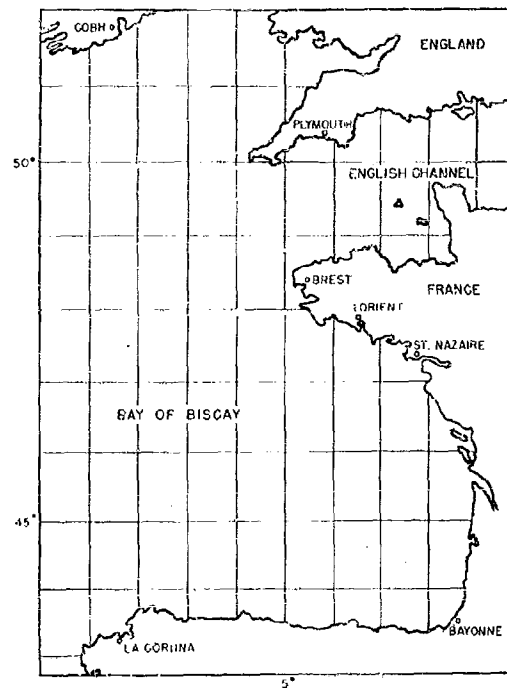 COBH
ENGLAND
PLYMOUTH
50°
ENGLISH CHANNEL
BREST
FRANCE
LORIENT
ST. NAZAIRE
BAY OF BISCAY
45°
BAYONNE
LA CORUNA
5°